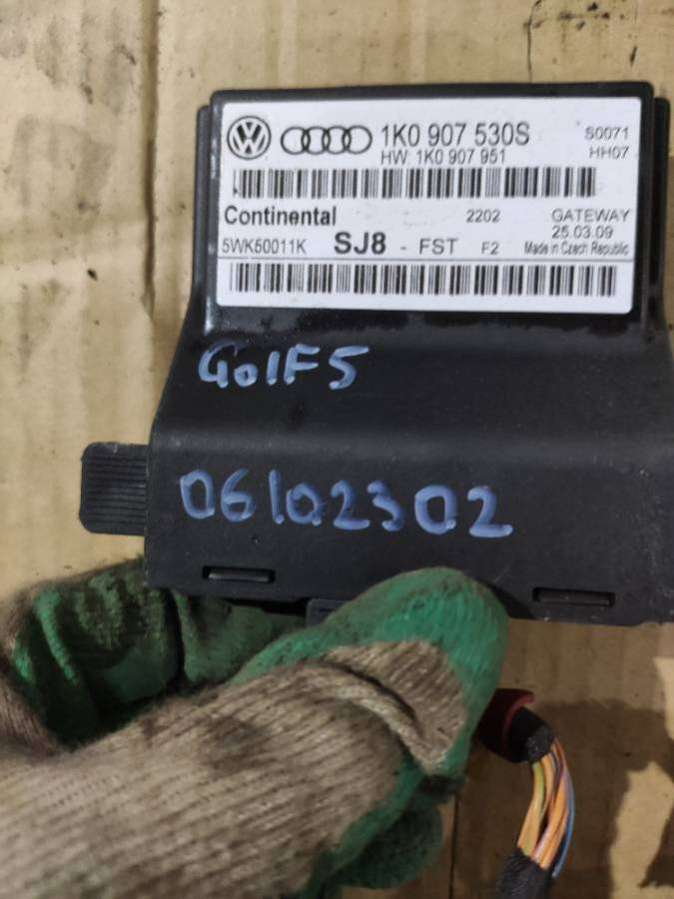 1K0 907 530S S0071
HW: 1K0 907 951 HH07
Continental 2202 GATEWAY
25.03.09
5WK50011K SJ8 - FST F2 Made in Czech Republic
GolF5
06102302